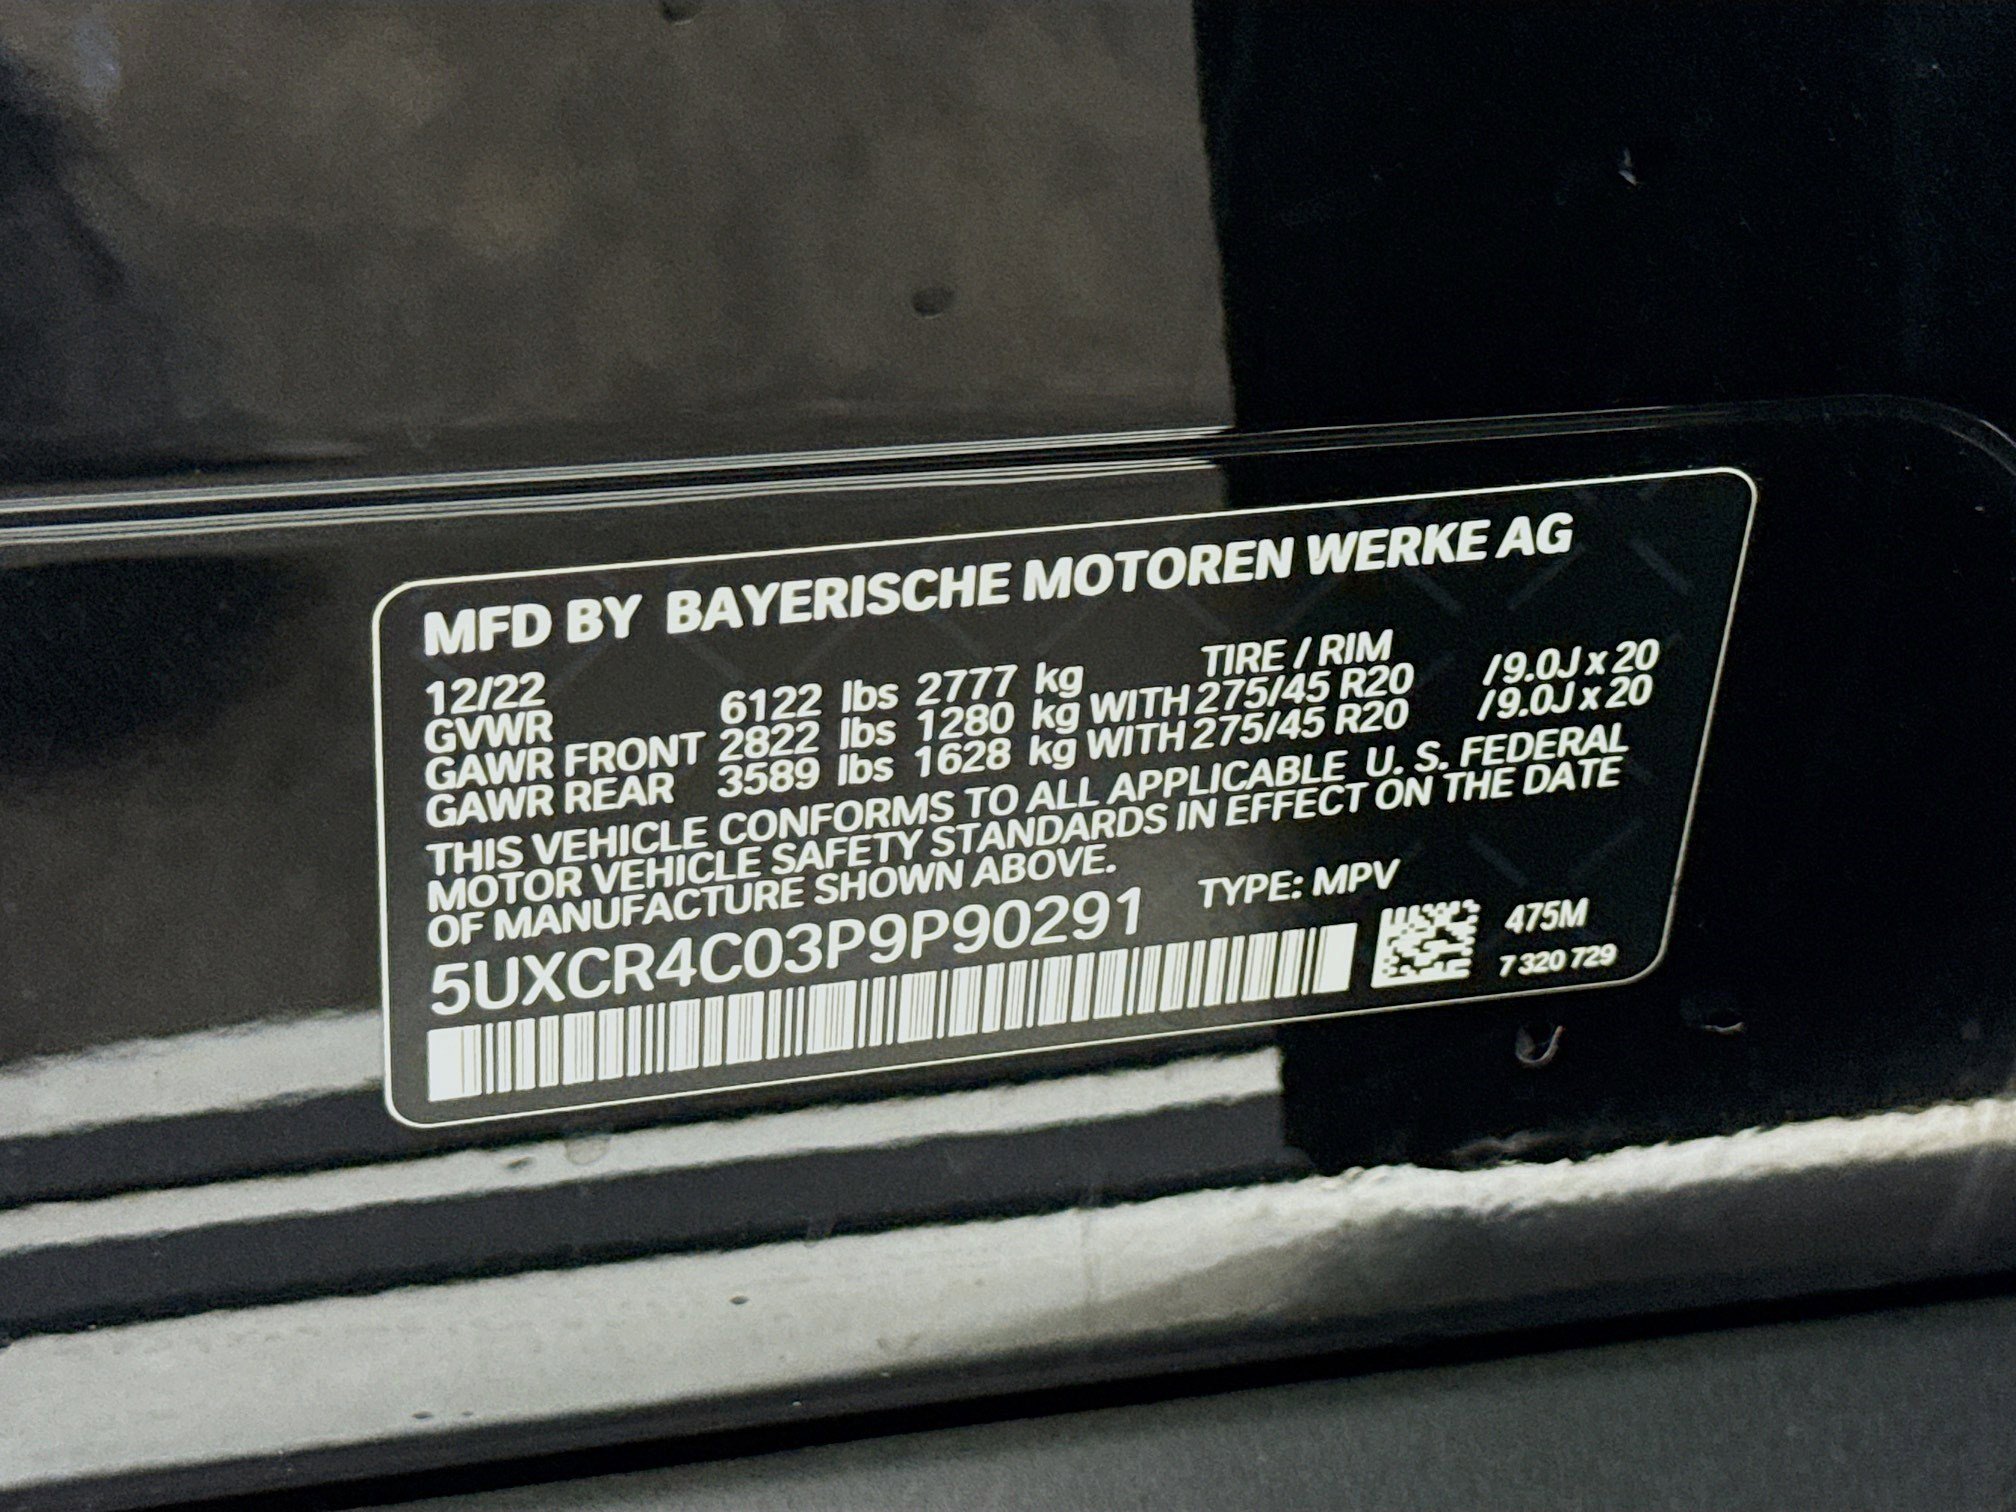 MFD BY BAYERISCHE MOTOREN WERKE AG
12/22 TIRE / RIM
GVWR 6122 lbs 2777 kg
GAWR FRONT 2822 lbs 1280 kg WITH 275/45 R20 /9.0J x 20
GAWR REAR 3589 lbs 1628 kg WITH 275/45 R20 /9.0J x 20
THIS VEHICLE CONFORMS TO ALL APPLICABLE U. S. FEDERAL
MOTOR VEHICLE SAFETY STANDARDS IN EFFECT ON THE DATE
OF MANUFACTURE SHOWN ABOVE.
5UXCR4C03P9P90291 TYPE: MPV
475M
7 320 729